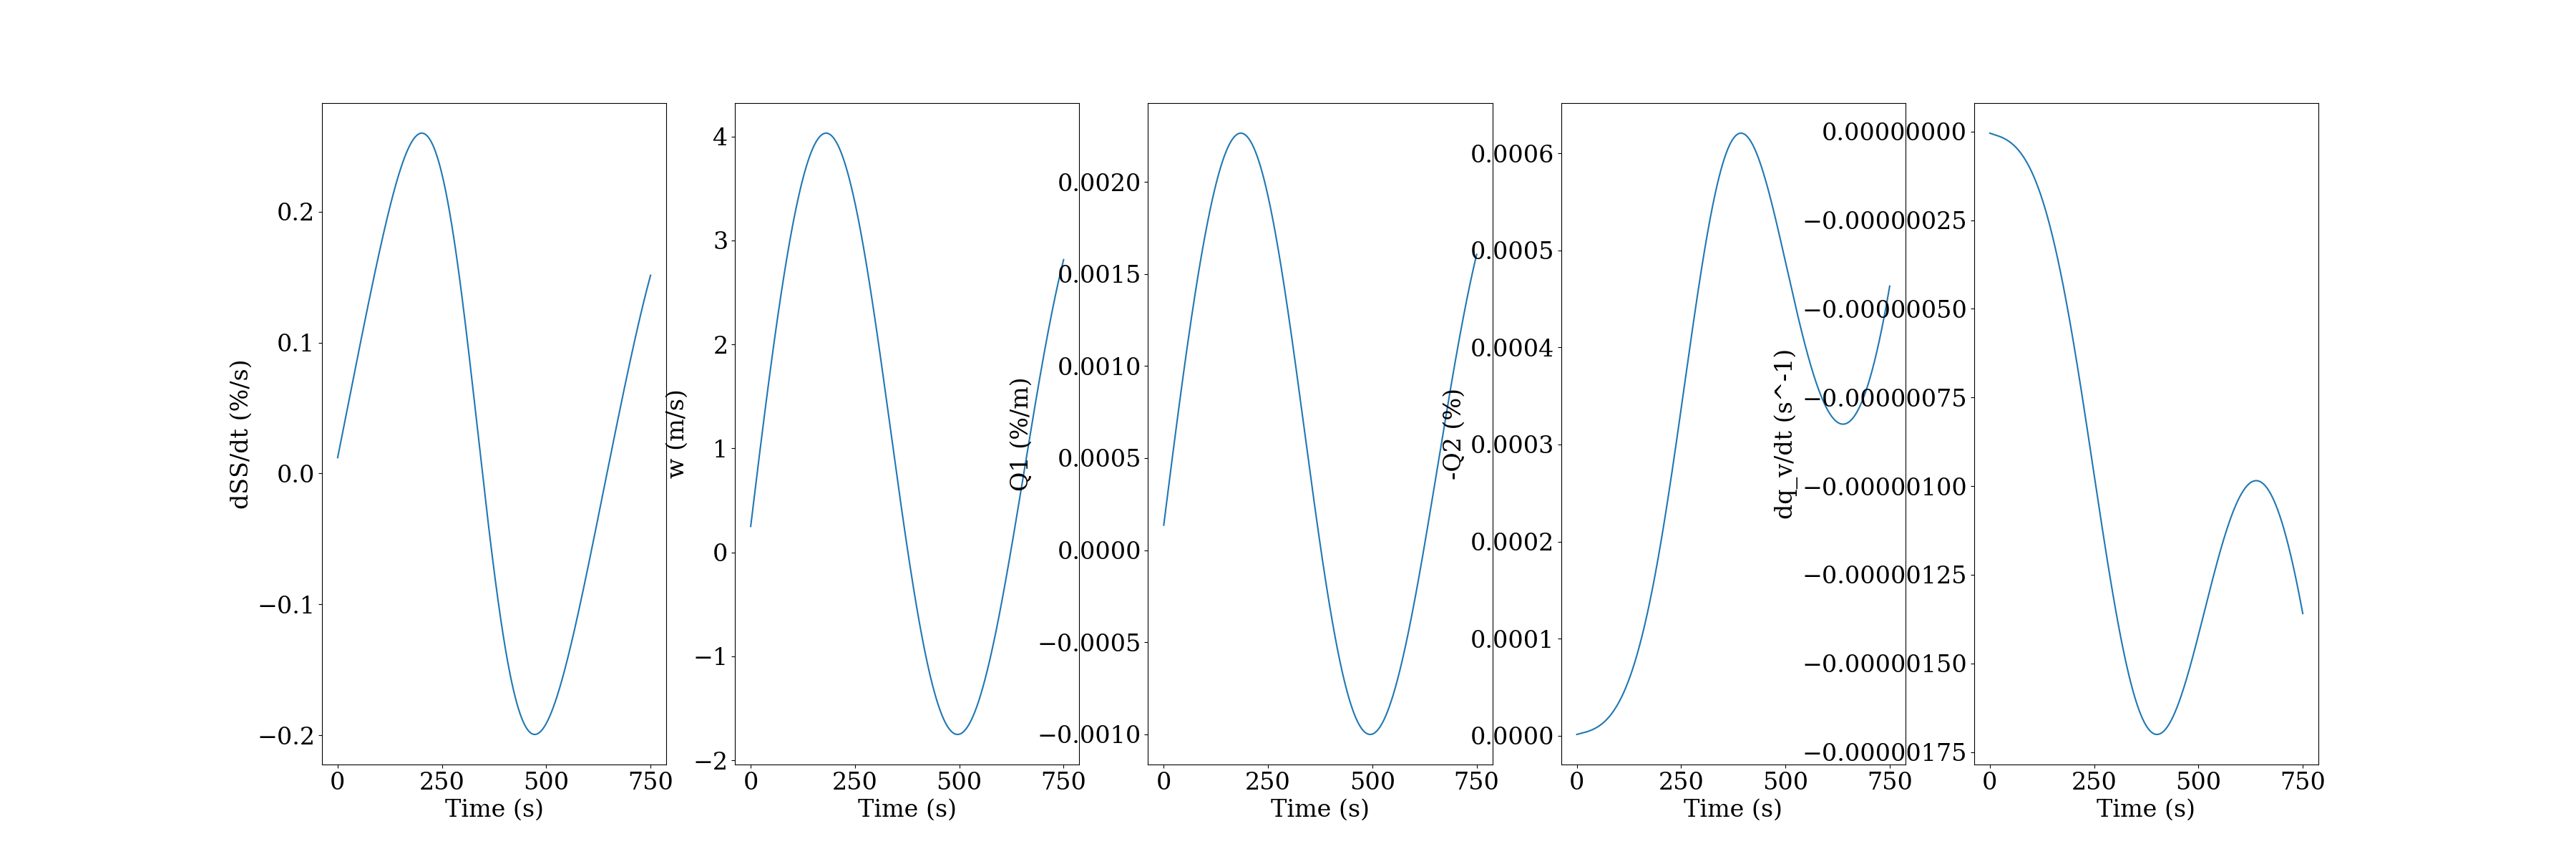 dSS/dt (%/s)
0.2
0.1
0.0
−0.1
−0.2
0 250 500 750
Time (s)
w (m/s)
4
3
2
1
0
−1
−2
0 250 500 750
Time (s)
Q1 (%/m)
0.0020
0.0015
0.0010
0.0005
0.0000
−0.0005
−0.0010
0 250 500 750
Time (s)
-Q2 (%)
0.0006
0.0005
0.0004
0.0003
0.0002
0.0001
0.0000
0 250 500 750
Time (s)
dq_v/dt (s^-1)
0.00000000
−0.00000025
−0.00000050
−0.00000075
−0.00000100
−0.00000125
−0.00000150
−0.00000175
0 250 500 750
Time (s)